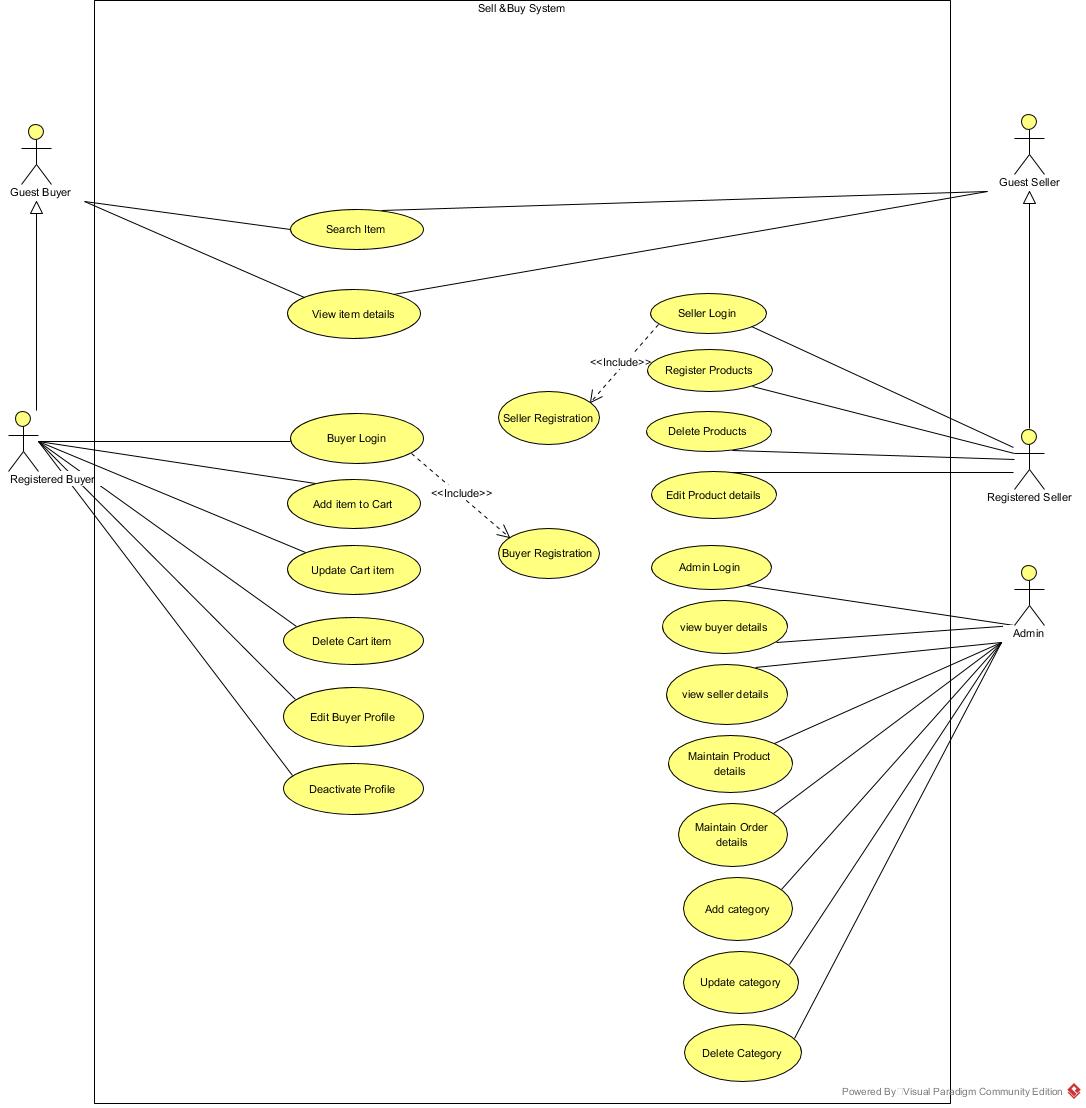 Sell &Buy System
Guest Buyer
Guest Seller
Search Item
View item details
Seller Login
<<Include>>
Register Products
Seller Registration
Delete Products
Buyer Login
Registered Buyer
<<Include>>
Edit Product details
Registered Seller
Add item to Cart
Buyer Registration
Update Cart item
Admin Login
view buyer details
Admin
Delete Cart item
view seller details
Edit Buyer Profile
Maintain Product
details
Deactivate Profile
Maintain Order
details
Add category
Update category
Delete Category
Powered By Visual Paradigm Community Edition